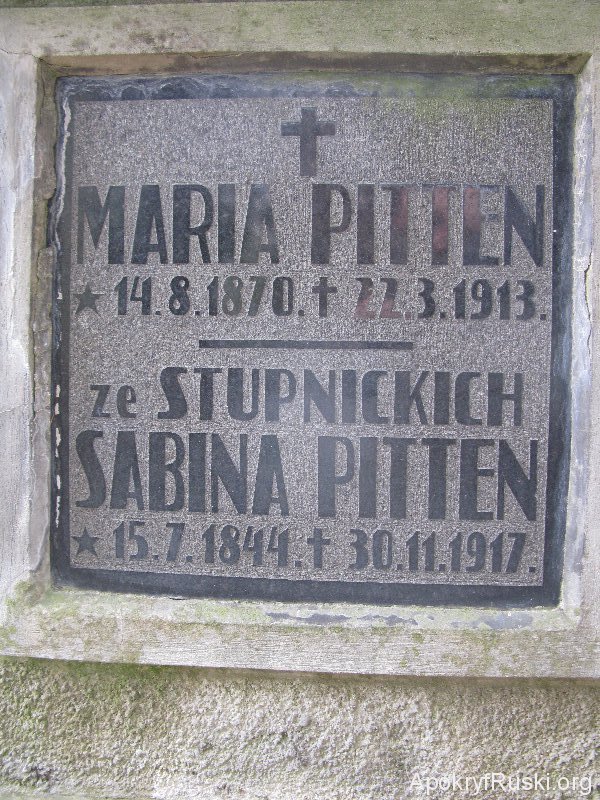 MARIA PITTEN
★ 14.8.1870. ✝ 22.3.1913.
ze STUPNICKICH
SABINA PITTEN
★ 15.7.1844. ✝ 30.11.1917.
ApokryfRuski.org